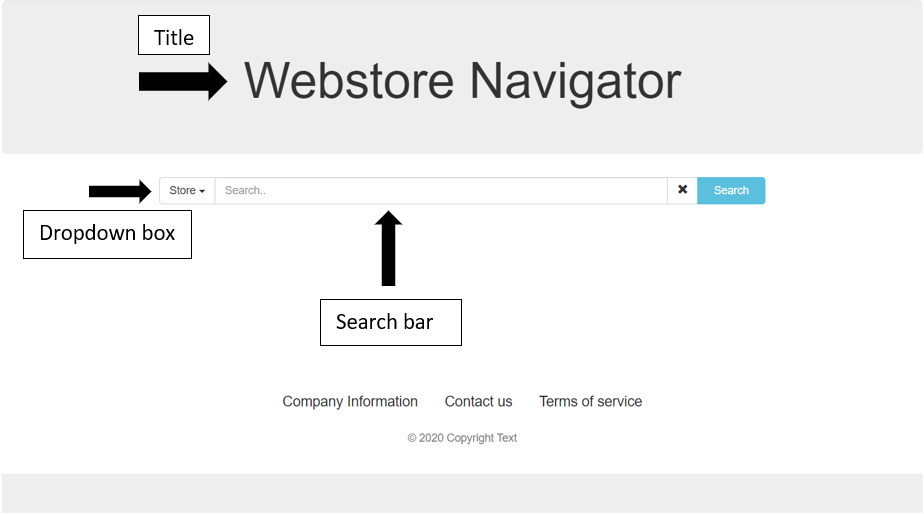 Title
Webstore Navigator
Store
Search..
Search
Dropdown box
Search bar
Company Information
Contact us
Terms of service
© 2020 Copyright Text